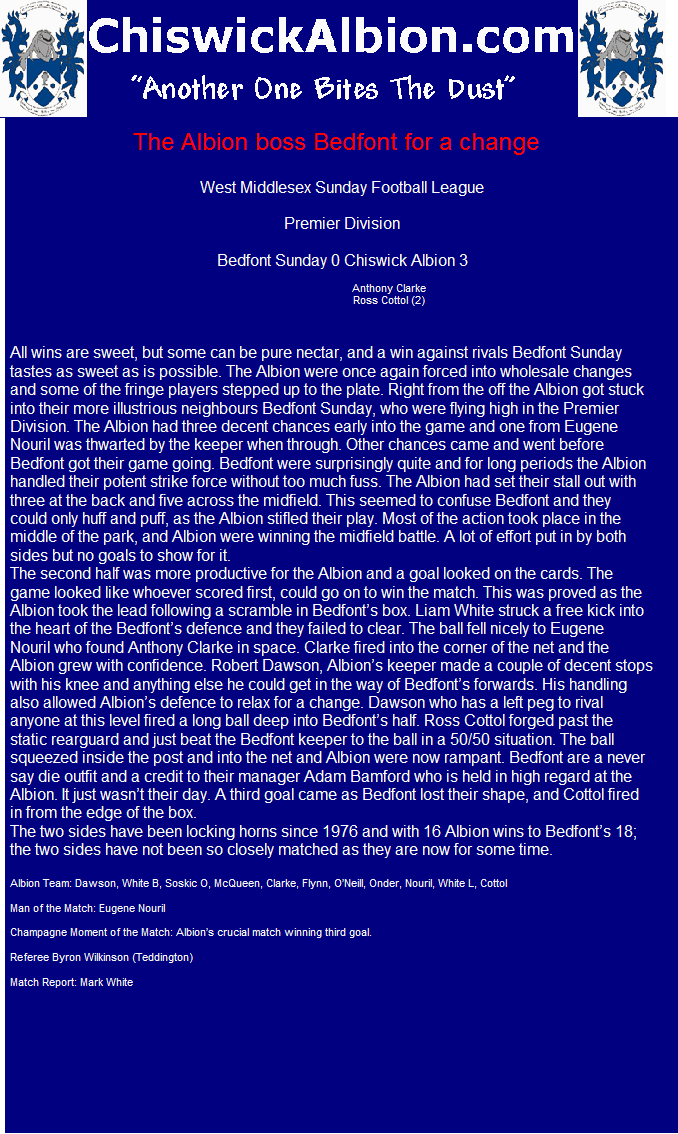 ChiswickAlbion.com
“Another One Bites The Dust”
The Albion boss Bedfont for a change
West Middlesex Sunday Football League
Premier Division
Bedfont Sunday 0 Chiswick Albion 3
Anthony Clarke
Ross Cottol (2)
All wins are sweet, but some can be pure nectar, and a win against rivals Bedfont Sunday
tastes as sweet as is possible. The Albion were once again forced into wholesale changes
and some of the fringe players stepped up to the plate. Right from the off the Albion got stuck
into their more illustrious neighbours Bedfont Sunday, who were flying high in the Premier
Division. The Albion had three decent chances early into the game and one from Eugene
Nouril was thwarted by the keeper when through. Other chances came and went before
Bedfont got their game going. Bedfont were surprisingly quite and for long periods the Albion
handled their potent strike force without too much fuss. The Albion had set their stall out with
three at the back and five across the midfield. This seemed to confuse Bedfont and they
could only huff and puff, as the Albion stifled their play. Most of the action took place in the
middle of the park, and Albion were winning the midfield battle. A lot of effort put in by both
sides but no goals to show for it.
The second half was more productive for the Albion and a goal looked on the cards. The
game looked like whoever scored first, could go on to win the match. This was proved as the
Albion took the lead following a scramble in Bedfont’s box. Liam White struck a free kick into
the heart of the Bedfont’s defence and they failed to clear. The ball fell nicely to Eugene
Nouril who found Anthony Clarke in space. Clarke fired into the corner of the net and the
Albion grew with confidence. Robert Dawson, Albion’s keeper made a couple of decent stops
with his knee and anything else he could get in the way of Bedfont’s forwards. His handling
also allowed Albion’s defence to relax for a change. Dawson who has a left peg to rival
anyone at this level fired a long ball deep into Bedfont’s half. Ross Cottol forged past the
static rearguard and just beat the Bedfont keeper to the ball in a 50/50 situation. The ball
squeezed inside the post and into the net and Albion were now rampant. Bedfont are a never
say die outfit and a credit to their manager Adam Bamford who is held in high regard at the
Albion. It just wasn’t their day. A third goal came as Bedfont lost their shape, and Cottol fired
in from the edge of the box.
The two sides have been locking horns since 1976 and with 16 Albion wins to Bedfont’s 18;
the two sides have not been so closely matched as they are now for some time.
Albion Team: Dawson, White B, Soskic O, McQueen, Clarke, Flynn, O'Neill, Onder, Nouril, White L, Cottol
Man of the Match: Eugene Nouril
Champagne Moment of the Match: Albion's crucial match winning third goal.
Referee Byron Wilkinson (Teddington)
Match Report: Mark White